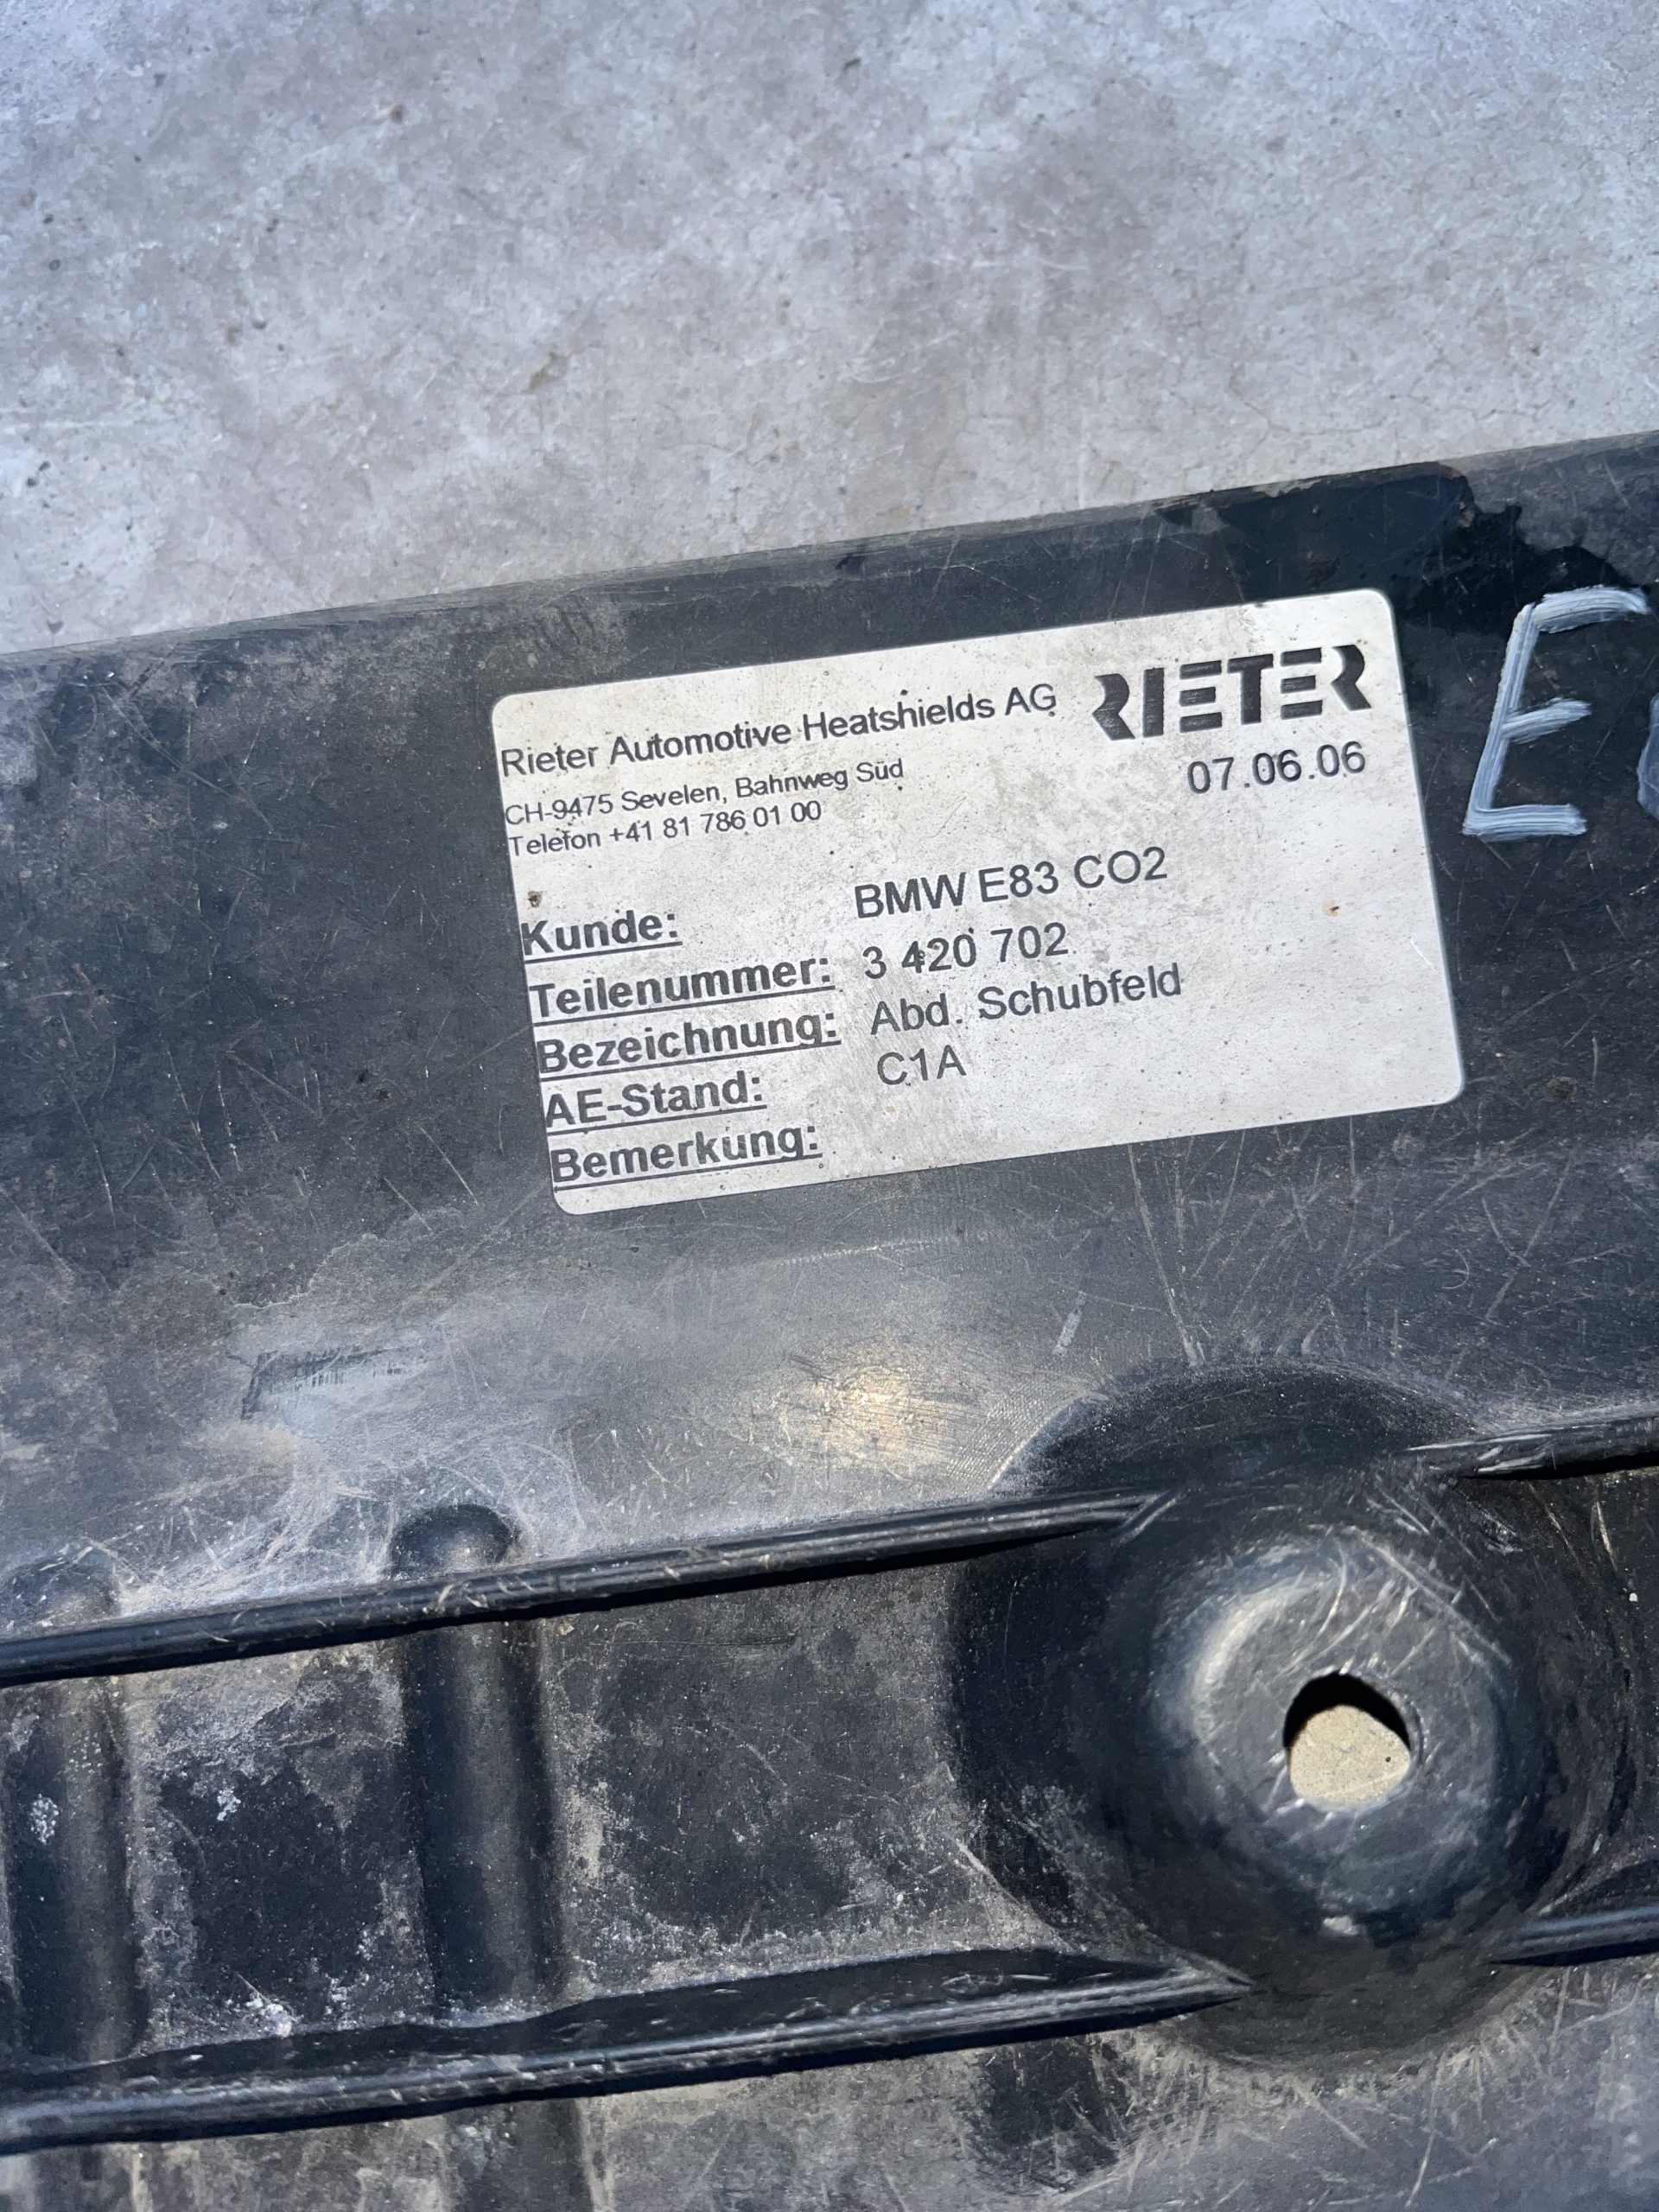 Rieter Automotive Heatshields AG
RIETER
CH-9475 Sevelen, Bahnweg Süd
07.06.06
Telefon +41 81 786 01 00
Kunde: BMW E83 CO2
Teilenummer: 3 420 702
Bezeichnung: Abd. Schubfeld
AE-Stand: C1A
Bemerkung:
E